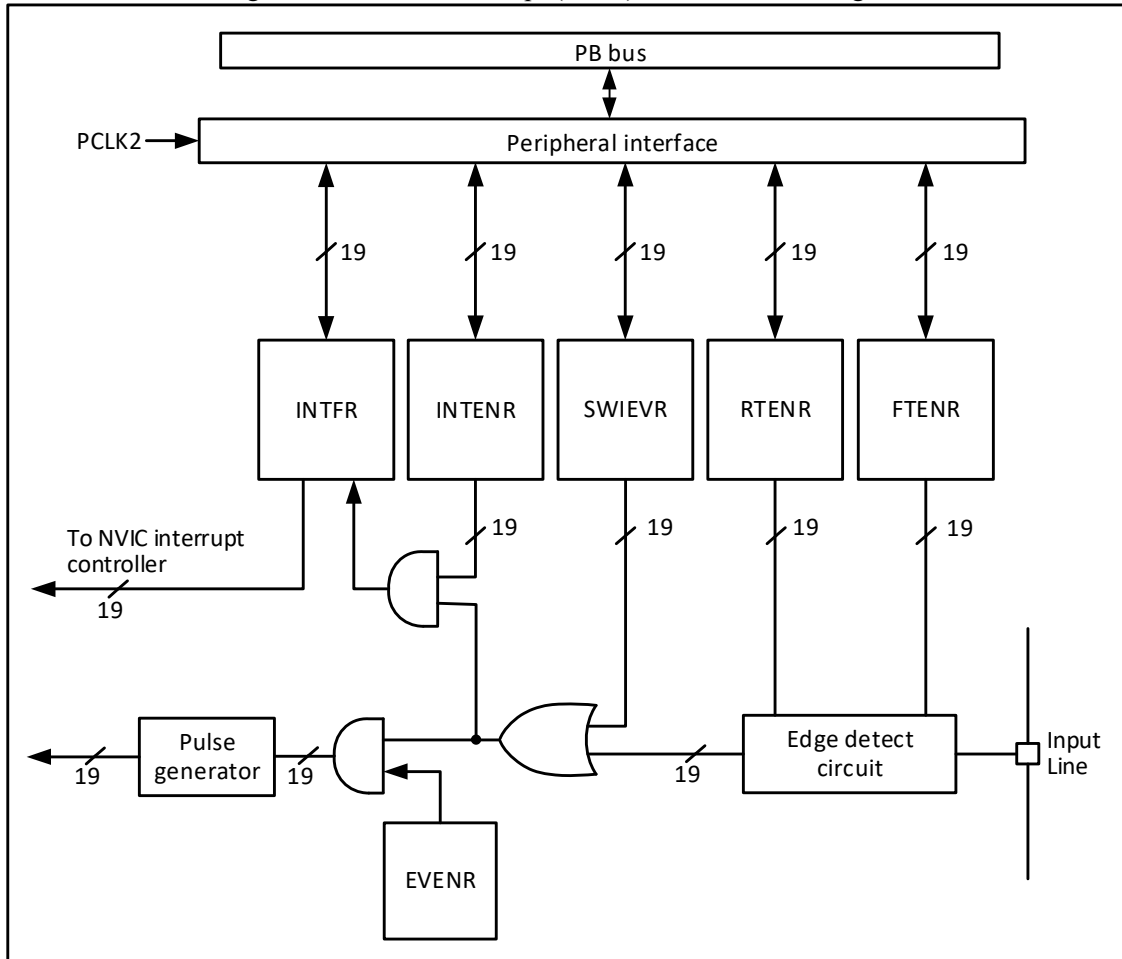 PB bus
PCLK2
Peripheral interface
19
19
19
19
19
INTFR
INTENR
SWIEVR
RTENR
FTENR
19
19
19
19
To NVIC interrupt
controller
19
Pulse
generator
Edge detect
circuit
Input
Line
19
19
19
EVENR